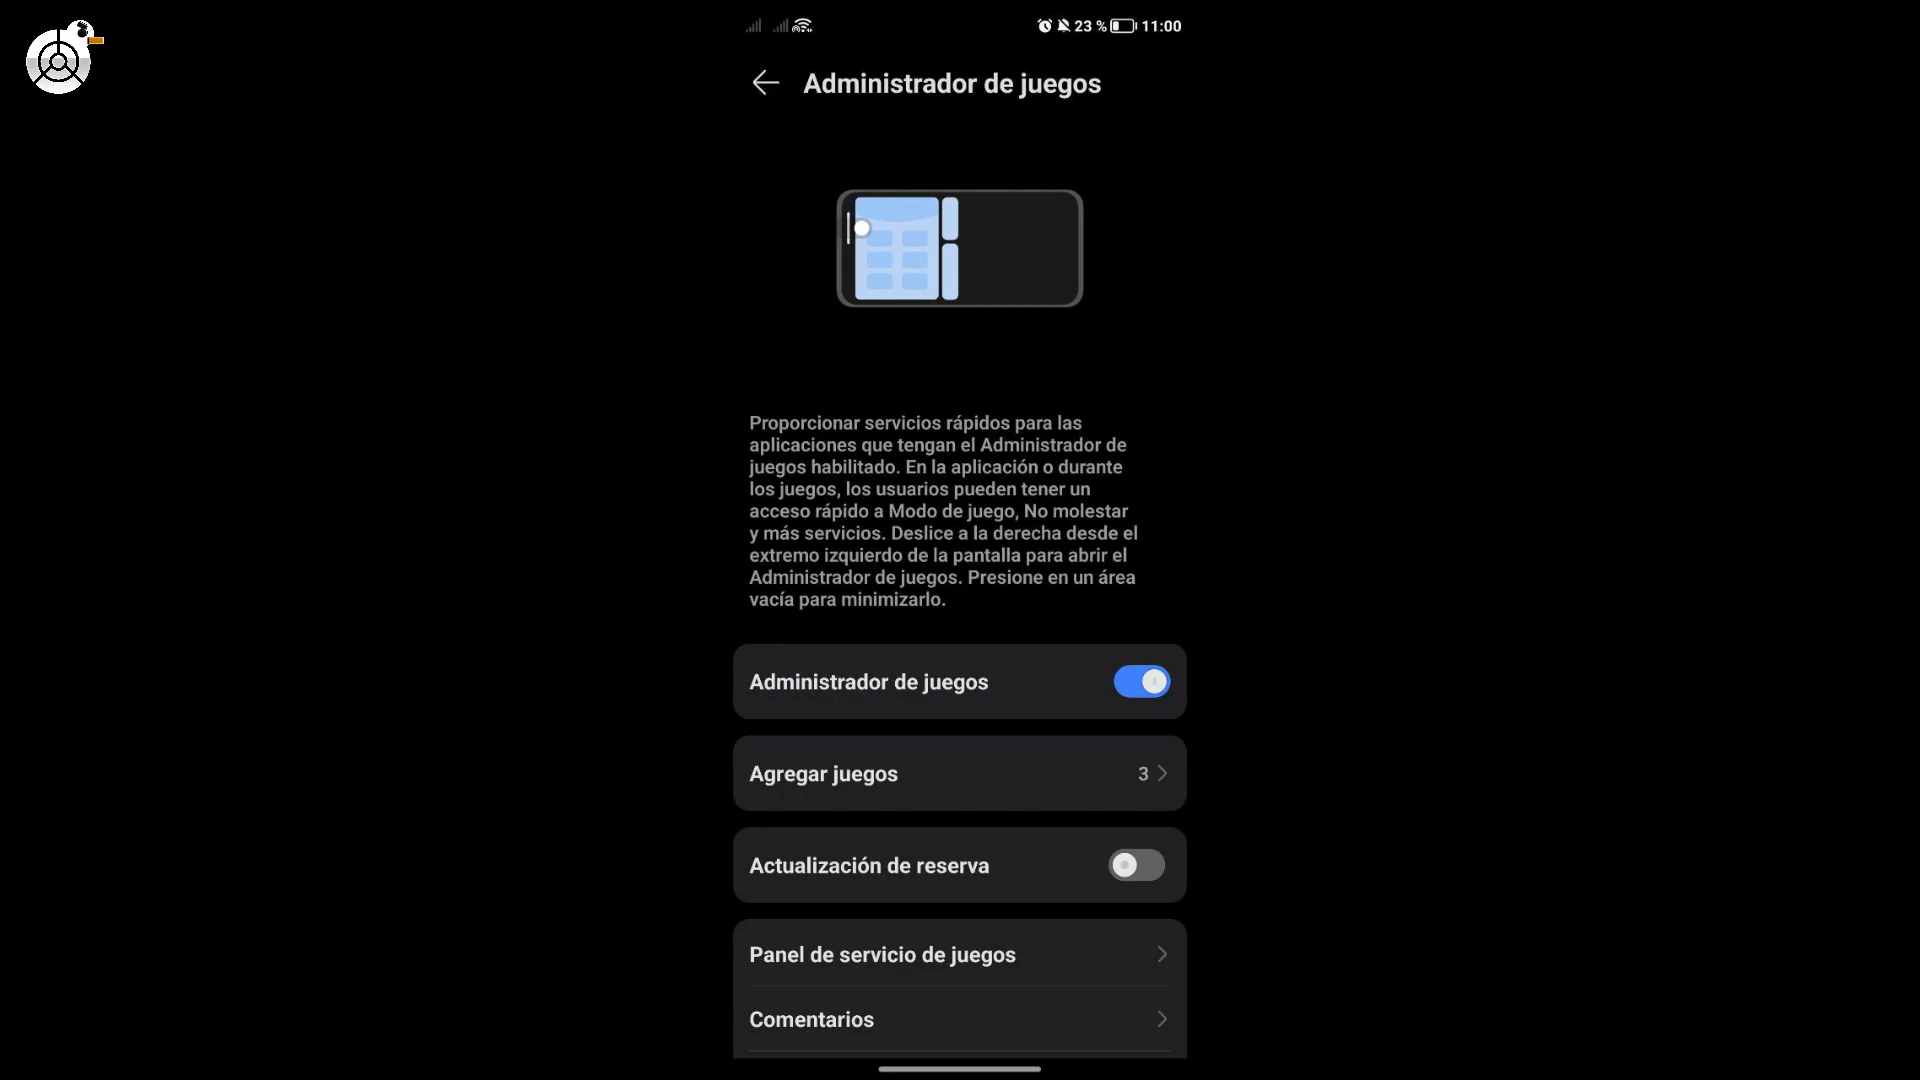 23 % 11:00
Administrador de juegos
Proporcionar servicios rápidos para las
aplicaciones que tengan el Administrador de
juegos habilitado. En la aplicación o durante
los juegos, los usuarios pueden tener un
acceso rápido a Modo de juego, No molestar
y más servicios. Deslice a la derecha desde el
extremo izquierdo de la pantalla para abrir el
Administrador de juegos. Presione en un área
vacía para minimizarlo.
Administrador de juegos
Agregar juegos 3
Actualización de reserva
Panel de servicio de juegos
Comentarios